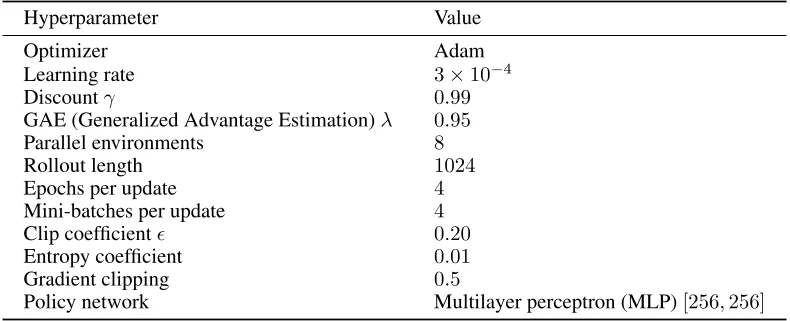 Hyperparameter Value
Optimizer Adam
Learning rate 3 × 10⁻⁴
Discount γ 0.99
GAE (Generalized Advantage Estimation) λ 0.95
Parallel environments 8
Rollout length 1024
Epochs per update 4
Mini-batches per update 4
Clip coefficient ϵ 0.20
Entropy coefficient 0.01
Gradient clipping 0.5
Policy network Multilayer perceptron (MLP) [256, 256]